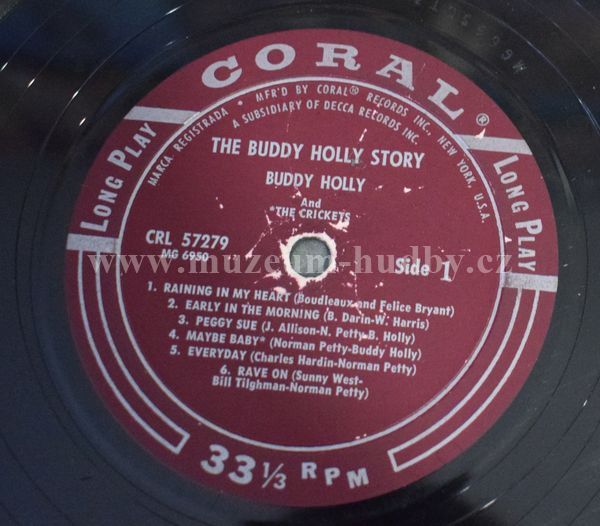 CORAL®
LONG PLAY
LONG PLAY
MARCA REGISTRADA • MFR'D BY CORAL® RECORDS INC., NEW YORK, U.S.A.
A SUBSIDIARY OF DECCA RECORDS INC.
THE BUDDY HOLLY STORY
BUDDY HOLLY
And
*THE CRICKETS
CRL 57279
MG 6950
Side 1
www.muzeum-hudby.cz
1. RAINING IN MY HEART (Boudleaux and Felice Bryant)
2. EARLY IN THE MORNING (B. Darin-W. Harris)
3. PEGGY SUE (J. Allison-N. Petty-B. Holly)
4. MAYBE BABY* (Norman Petty-Buddy Holly)
5. EVERYDAY (Charles Hardin-Norman Petty)
6. RAVE ON (Sunny West-
Bill Tilghman-Norman Petty)
33 1/3 RPM